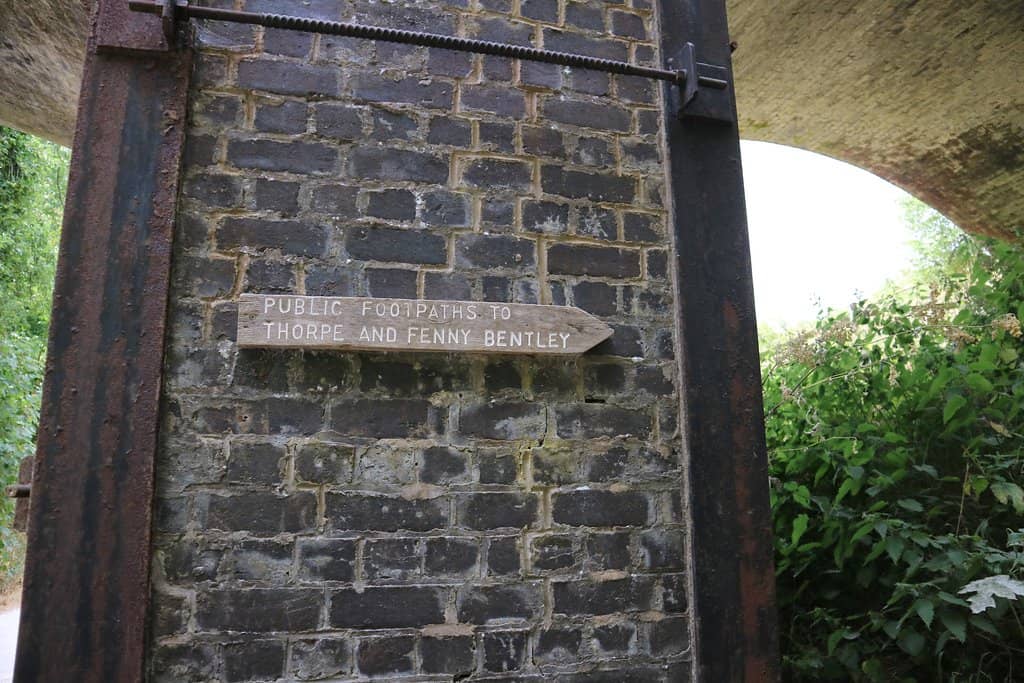 PUBLIC FOOTPATHS TO
THORPE AND FENNY BENTLEY